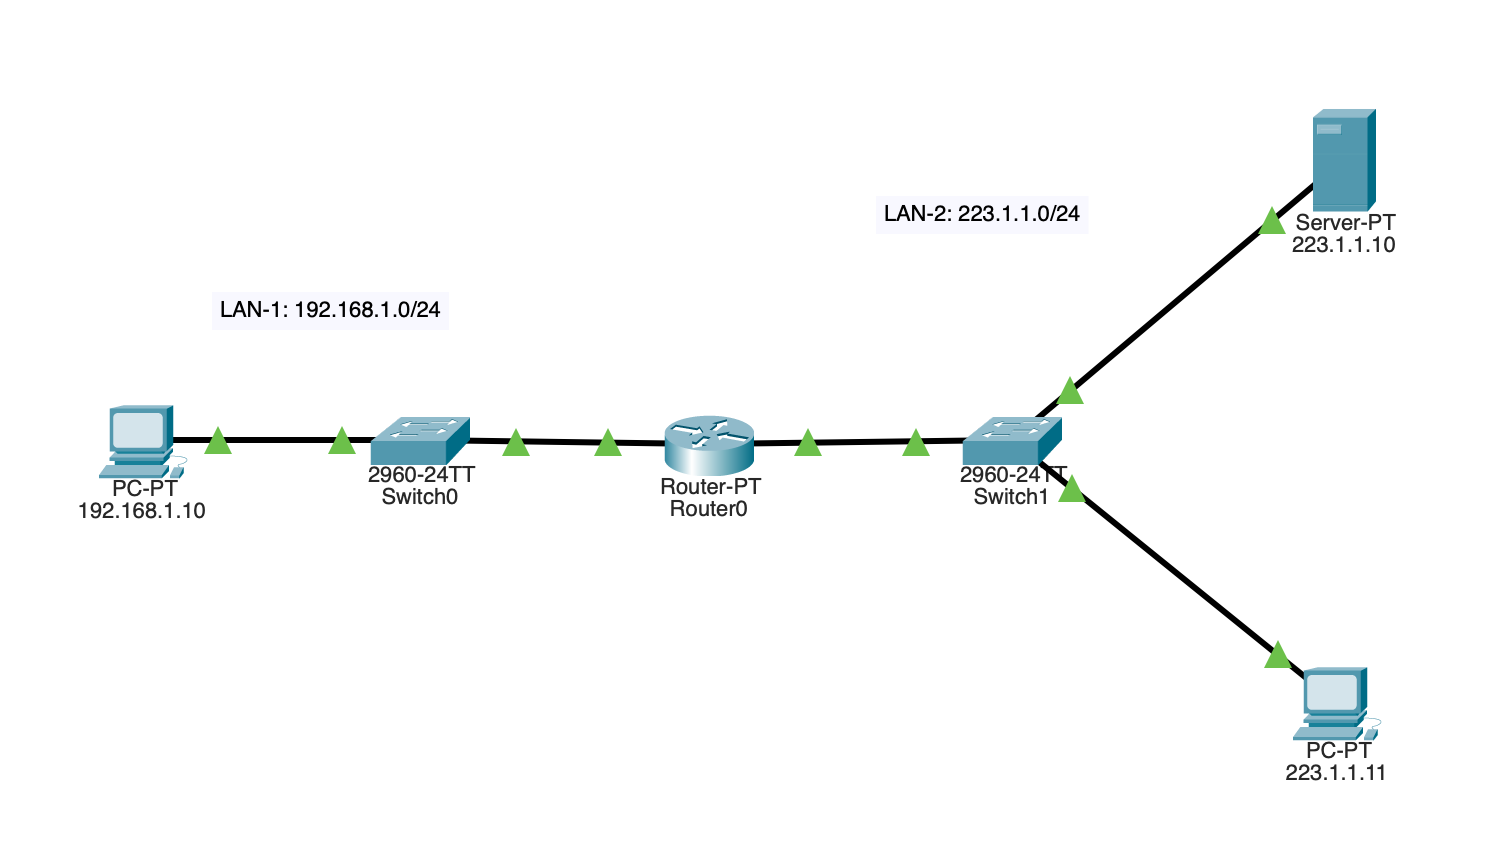 LAN-2: 223.1.1.0/24
Server-PT
223.1.1.10
LAN-1: 192.168.1.0/24
PC-PT
192.168.1.10
2960-24TT
Switch0
Router-PT
Router0
2960-24TT
Switch1
PC-PT
223.1.1.11